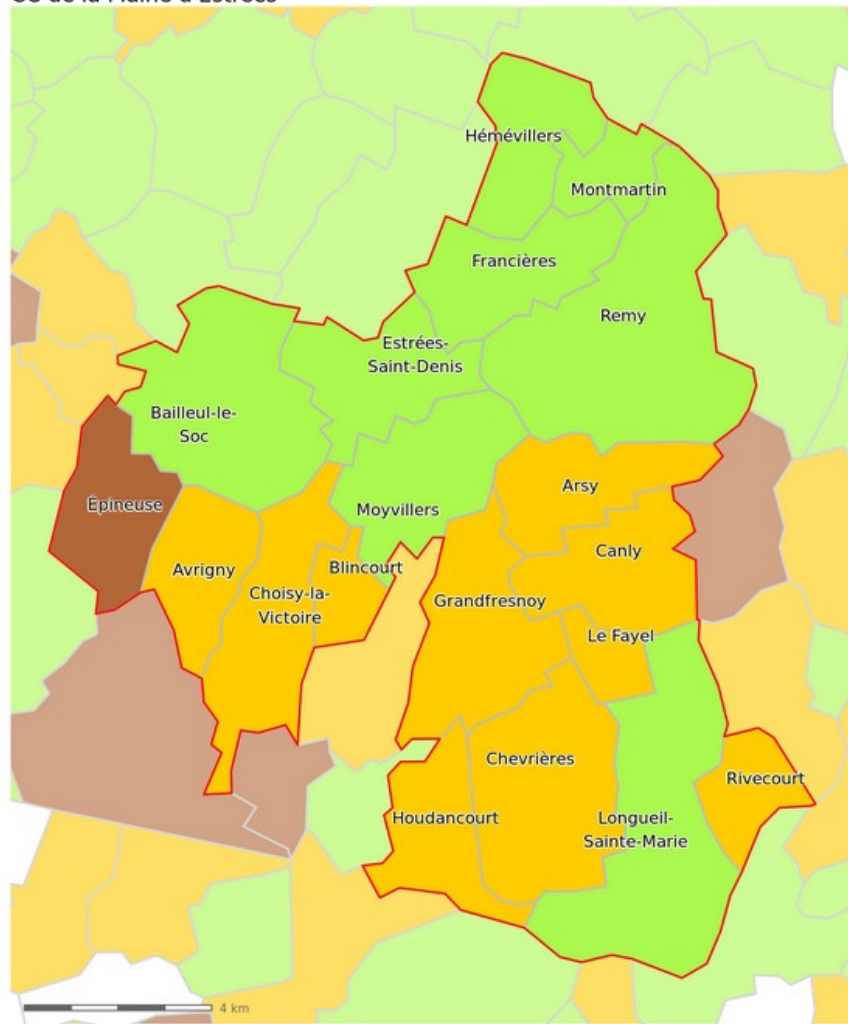 Hémévillers
Montmartin
Francières
Remy
Estrées-
Saint-Denis
Bailleul-le-
Soc
Arsy
Épineuse
Moyvillers
Canly
Blincourt
Avrigny
Choisy-la-
Victoire
Grandfresnoy
Le Fayel
Chevrières
Rivecourt
Houdancourt
Longueil-
Sainte-Marie
4 km